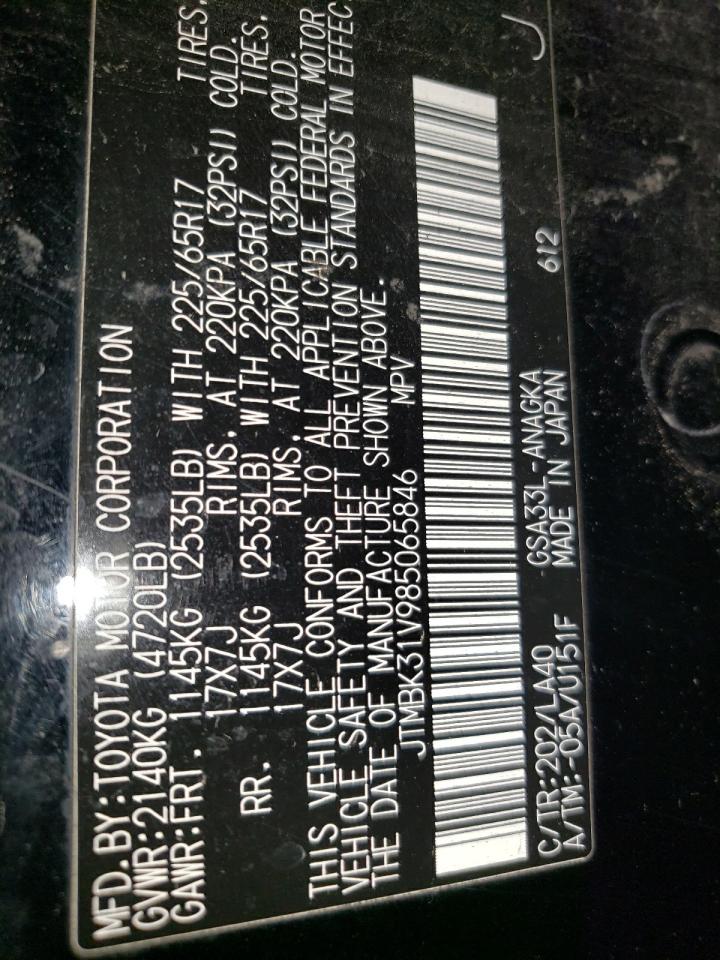 MFD.BY:TOYOTA MOTOR CORPORATION
GVWR:2140KG (4720LB)
GAWR:FRT. 1145KG (2535LB) WITH 225/65R17 TIRES,
17X7J RIMS, AT 220KPA (32PSI) COLD.
RR. 1145KG (2535LB) WITH 225/65R17 TIRES.
17X7J RIMS, AT 220KPA (32PSI) COLD.
THIS VEHICLE CONFORMS TO ALL APPLICABLE FEDERAL MOTOR
VEHICLE SAFETY AND THEFT PREVENTION STANDARDS IN EFFEC
THE DATE OF MANUFACTURE SHOWN ABOVE.
JTMBK31V985065846 MPV
C/TR:202/LA40 GSA33L-ANAGKA
A/TM:-05A/U151F MADE IN JAPAN 612
J